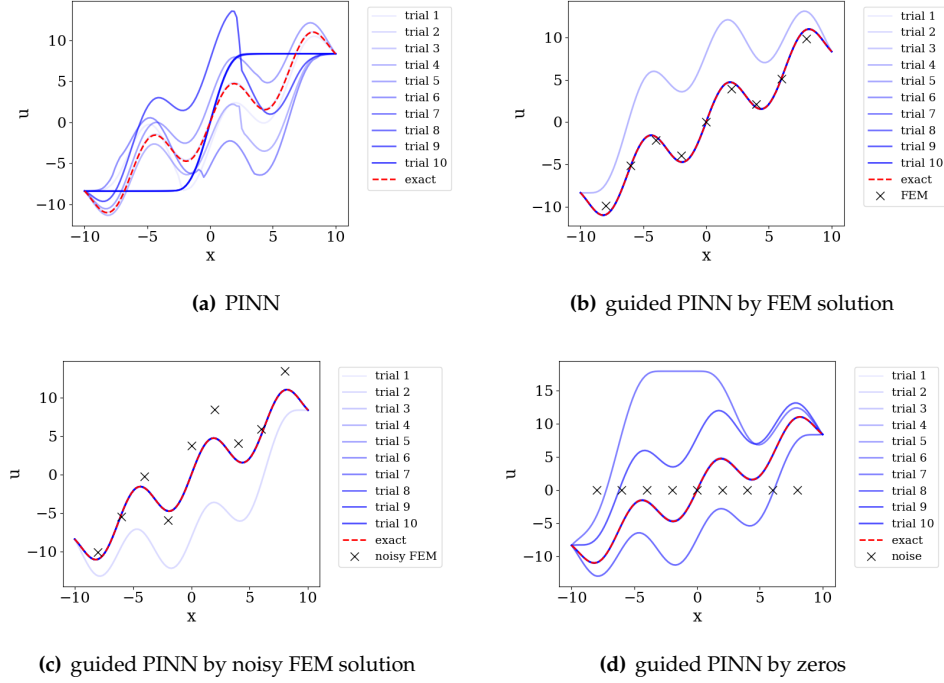 trial 1
trial 2
trial 3
trial 4
trial 5
trial 6
trial 7
trial 8
trial 9
trial 10
exact
10
5
0
−5
−10
u
−10
−5
0
5
10
x
(a) PINN
trial 1
trial 2
trial 3
trial 4
trial 5
trial 6
trial 7
trial 8
trial 9
trial 10
exact
FEM
10
5
0
−5
−10
u
−10
−5
0
5
10
x
(b) guided PINN by FEM solution
trial 1
trial 2
trial 3
trial 4
trial 5
trial 6
trial 7
trial 8
trial 9
trial 10
exact
noisy FEM
10
5
0
−5
−10
u
−10
−5
0
5
10
x
(c) guided PINN by noisy FEM solution
trial 1
trial 2
trial 3
trial 4
trial 5
trial 6
trial 7
trial 8
trial 9
trial 10
exact
noise
15
10
5
0
−5
−10
u
−10
−5
0
5
10
x
(d) guided PINN by zeros